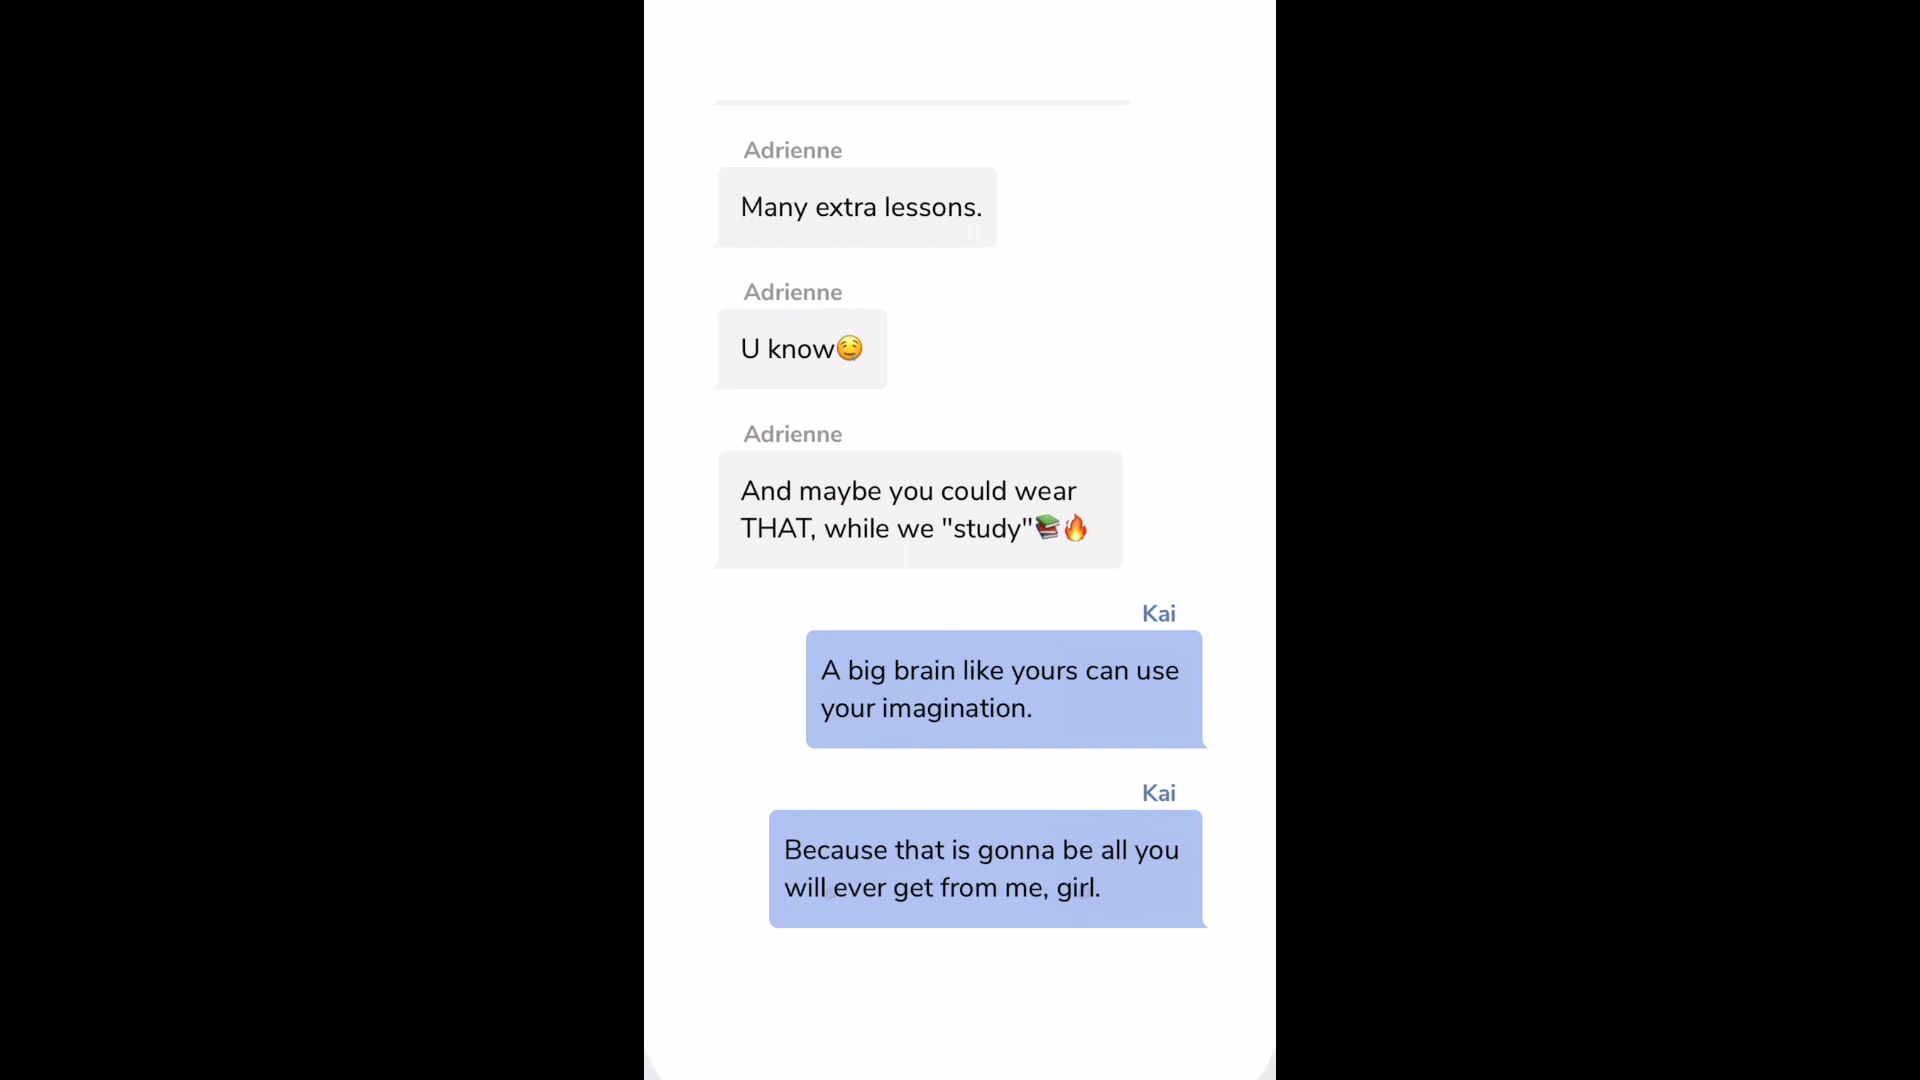 Adrienne
Many extra lessons.
Adrienne
U know🤤
Adrienne
And maybe you could wear
THAT, while we "study"📚🔥
Kai
A big brain like yours can use
your imagination.
Kai
Because that is gonna be all you
will ever get from me, girl.